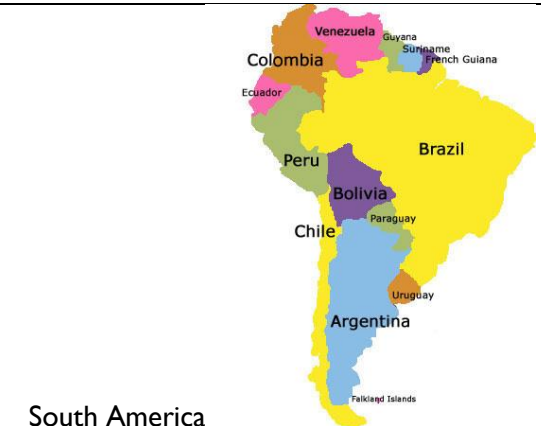 Venezuela
Guyana
Suriname
French Guiana
Colombia
Ecuador
Brazil
Peru
Bolivia
Paraguay
Chile
Uruguay
Argentina
Falkland Islands
South America